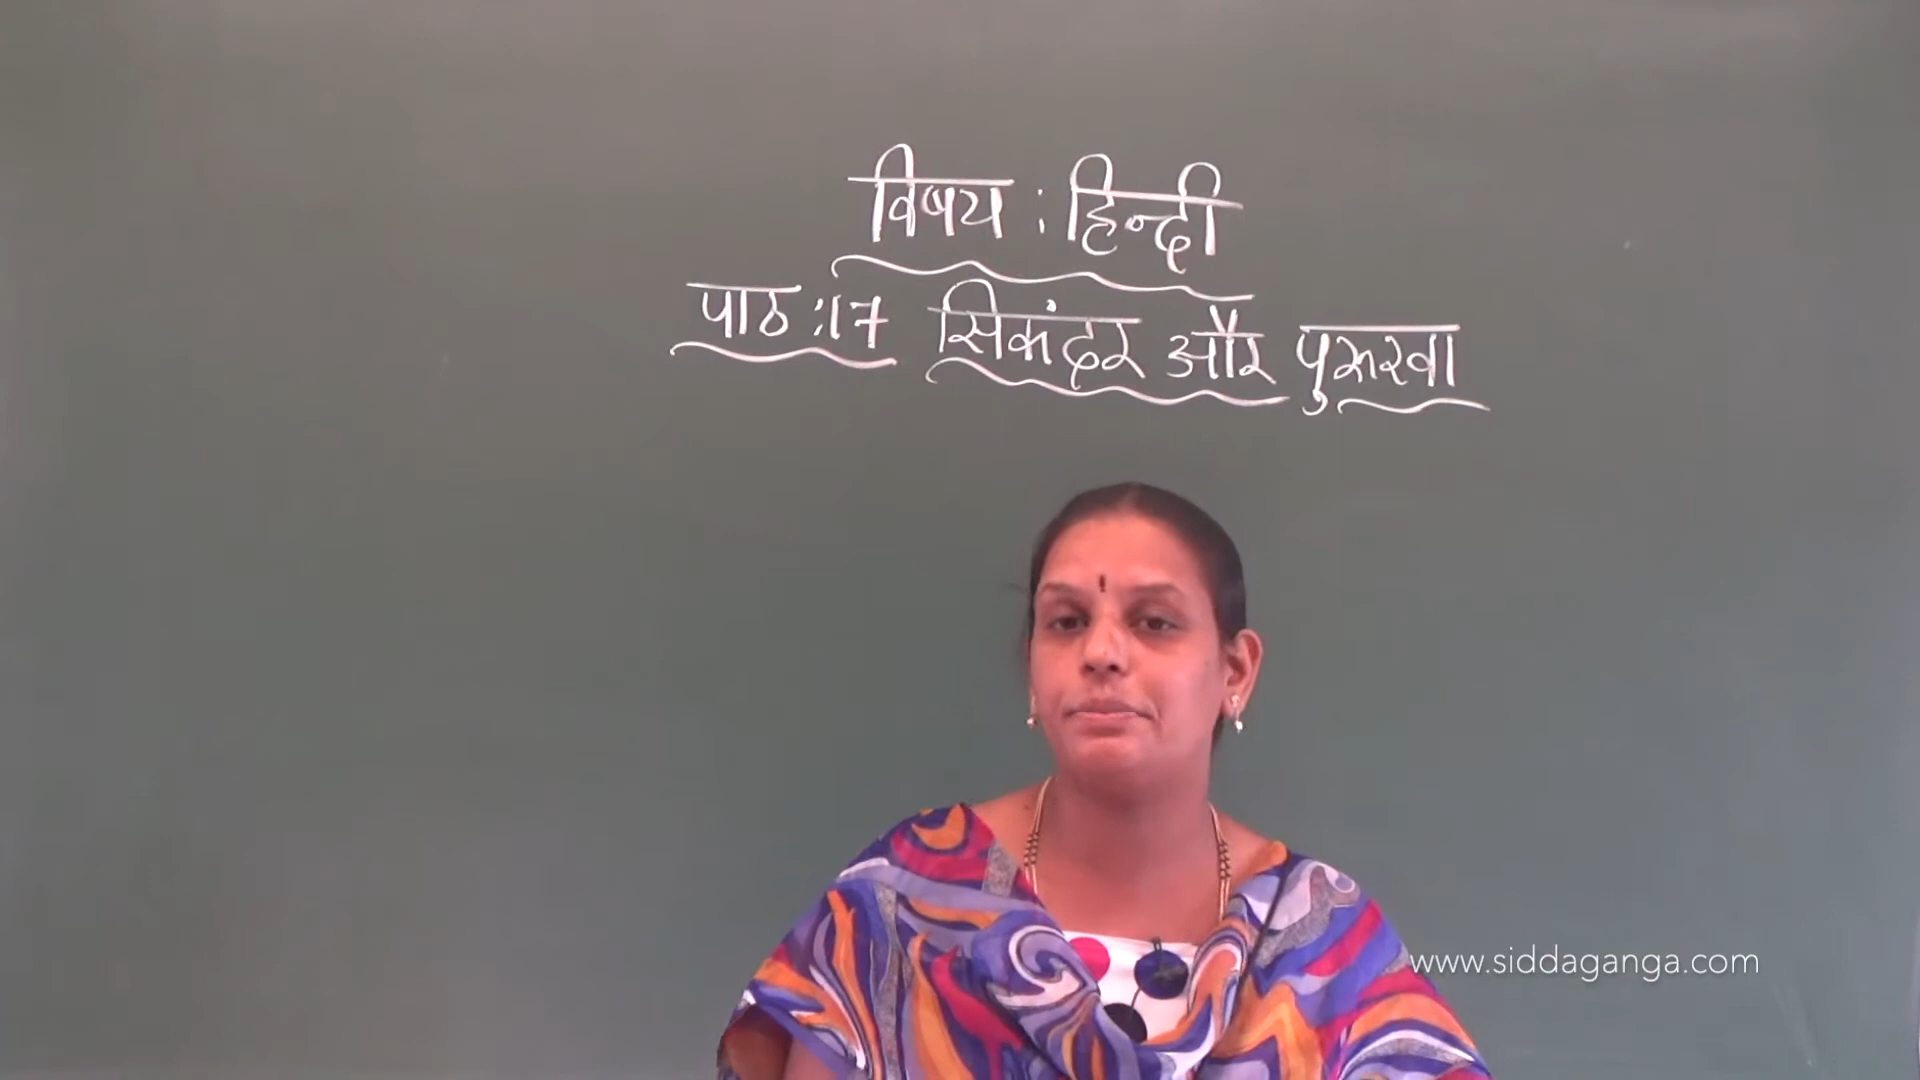 विषय : हिन्दी
पाठ :17 सिकंदर और पुरूरवा
www.siddaganga.com